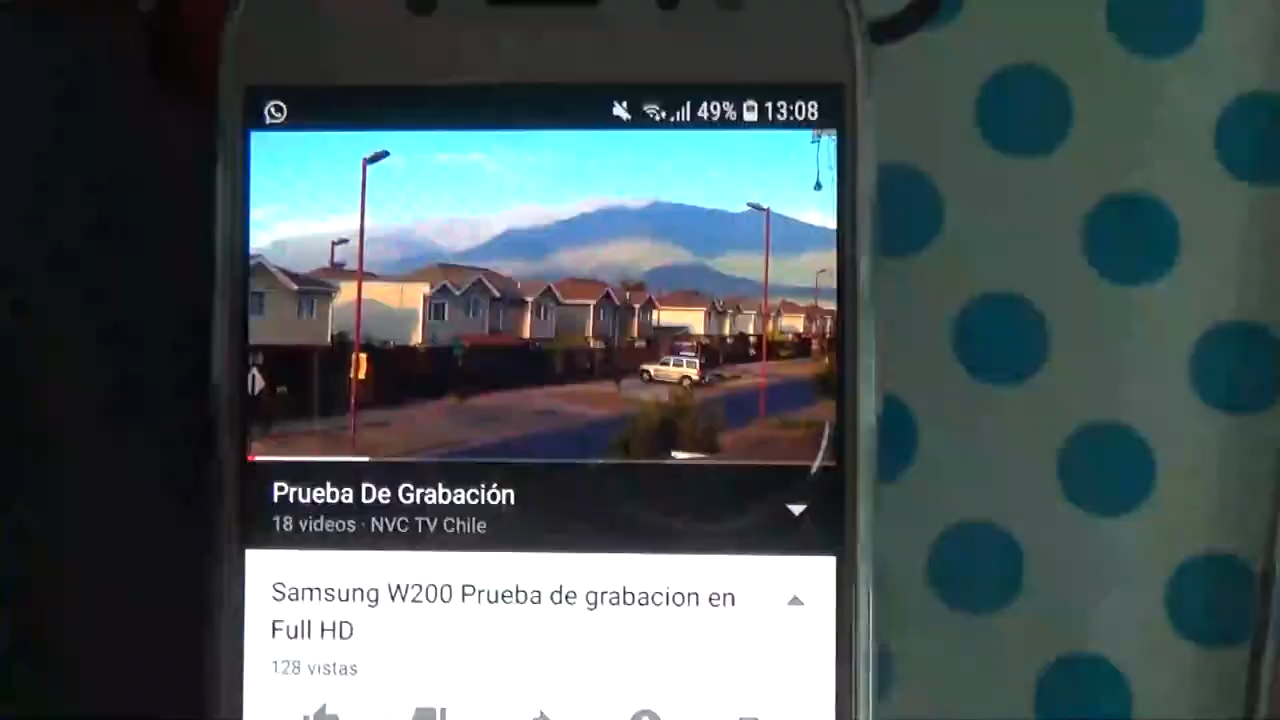 49% 13:08
Prueba De Grabación
18 videos · NVC TV Chile
Samsung W200 Prueba de grabacion en
Full HD
128 vistas